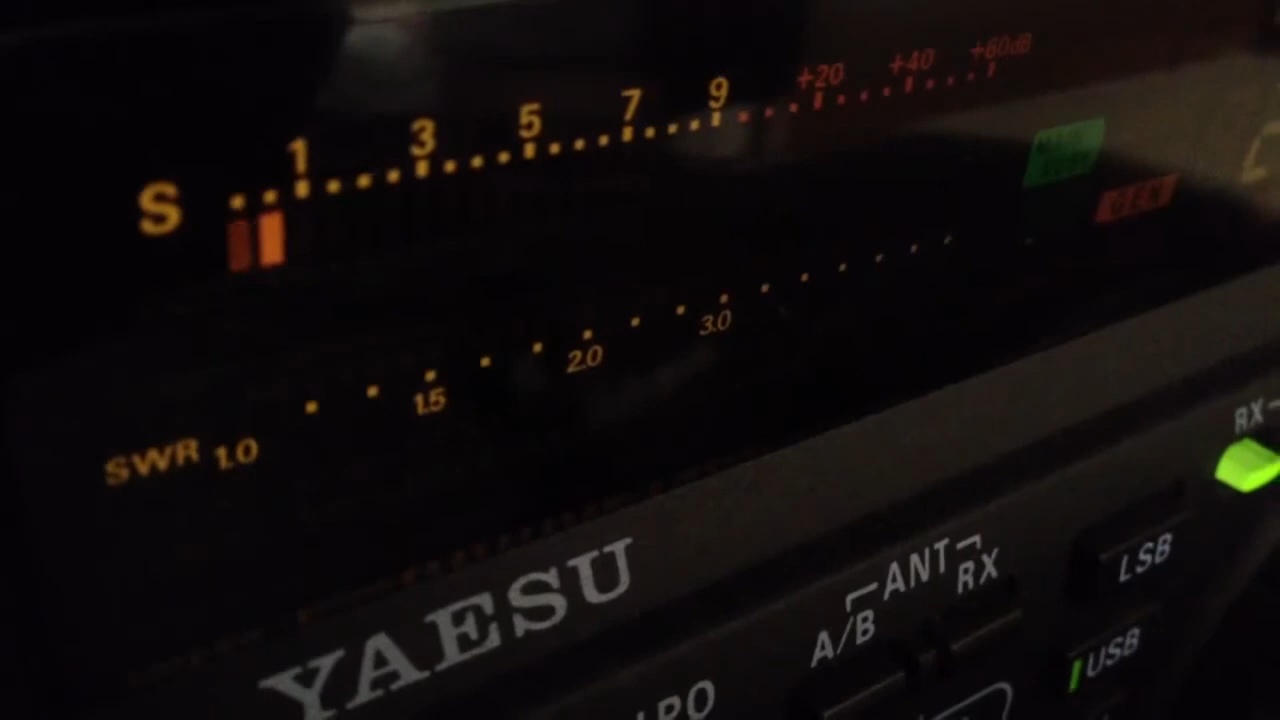 S 1 3 5 7 9 +20 +40 +60dB
SWR 1.0 1.5 2.0 3.0
YAESU
ANT
A/B RX
RX
LSB
USB